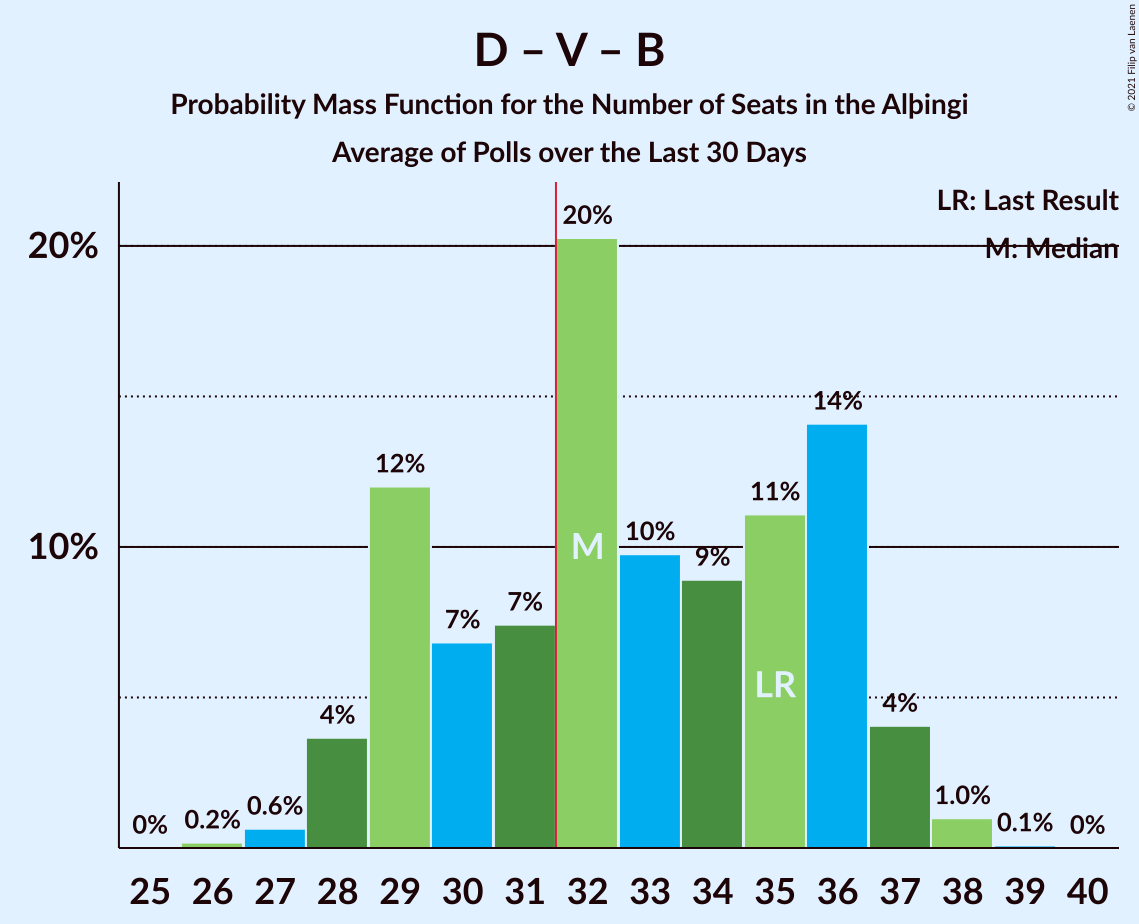 D – V – B
Probability Mass Function for the Number of Seats in the Alþingi
Average of Polls over the Last 30 Days
© 2021 Filip van Laenen
LR: Last Result
M: Median
20%
10%
0%
0.2%
0.6%
4%
12%
7%
7%
20%
10%
9%
11%
14%
4%
1.0%
0.1%
0%
M
LR
25 26 27 28 29 30 31 32 33 34 35 36 37 38 39 40